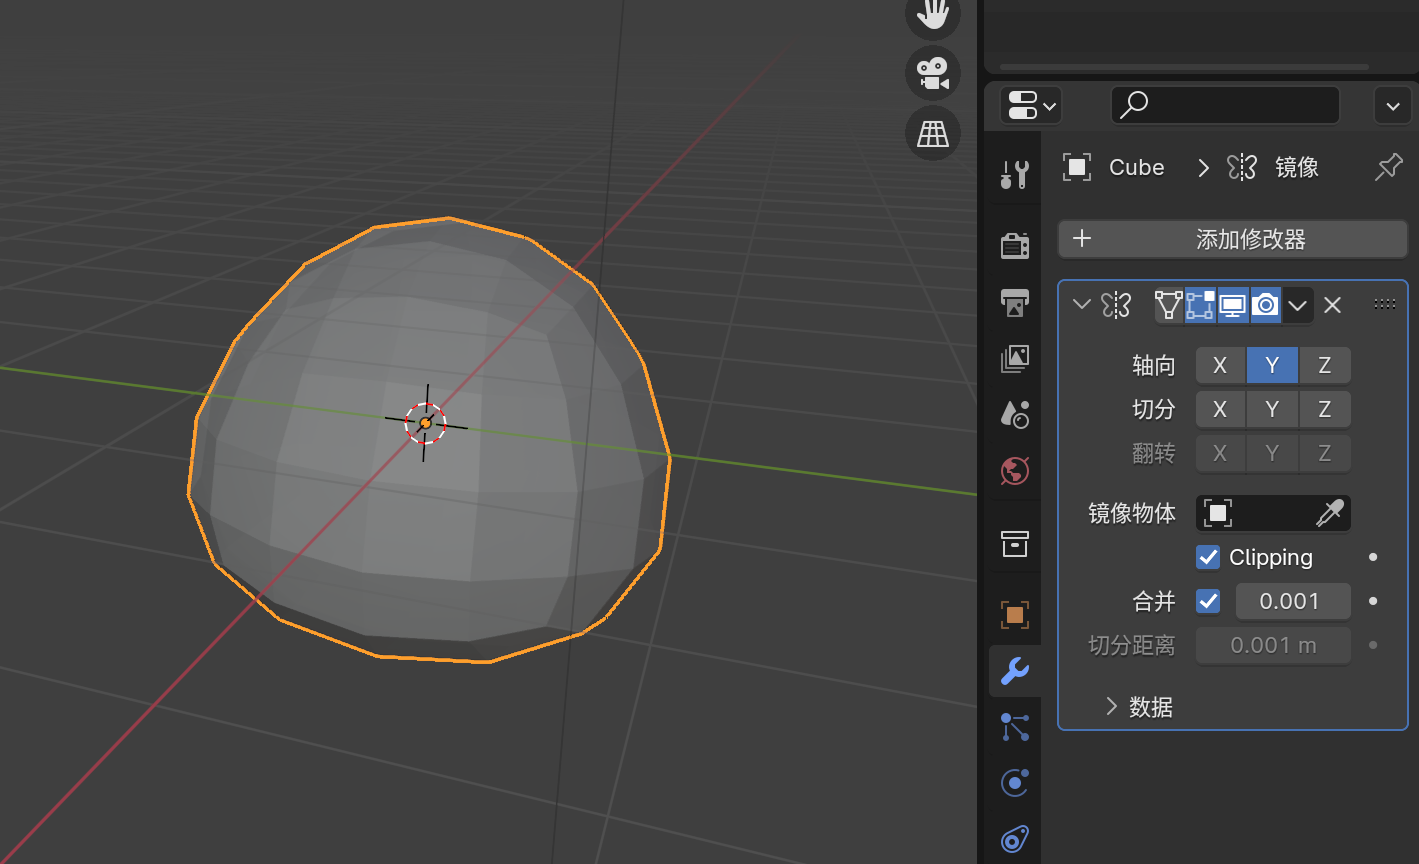 Cube 镜像
添加修改器
轴向 X Y Z
切分 X Y Z
翻转 X Y Z
镜像物体
Clipping
合并 0.001
切分距离 0.001 m
数据